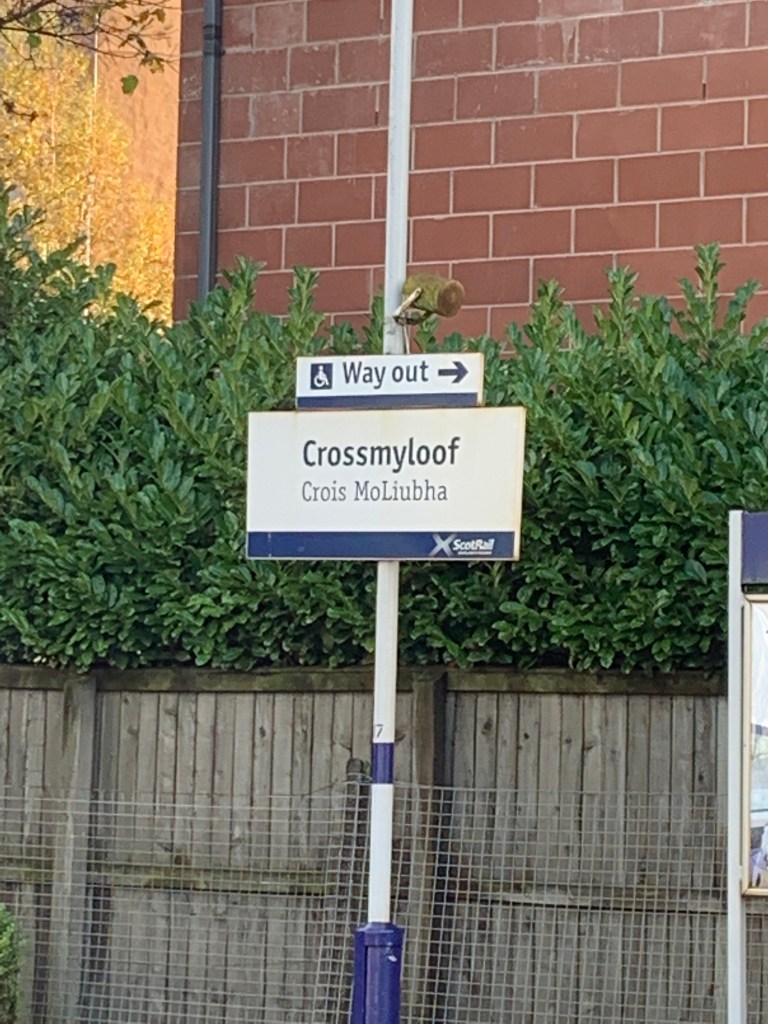 Way out →
Crossmyloof
Crois MoLiubha
ScotRail
7